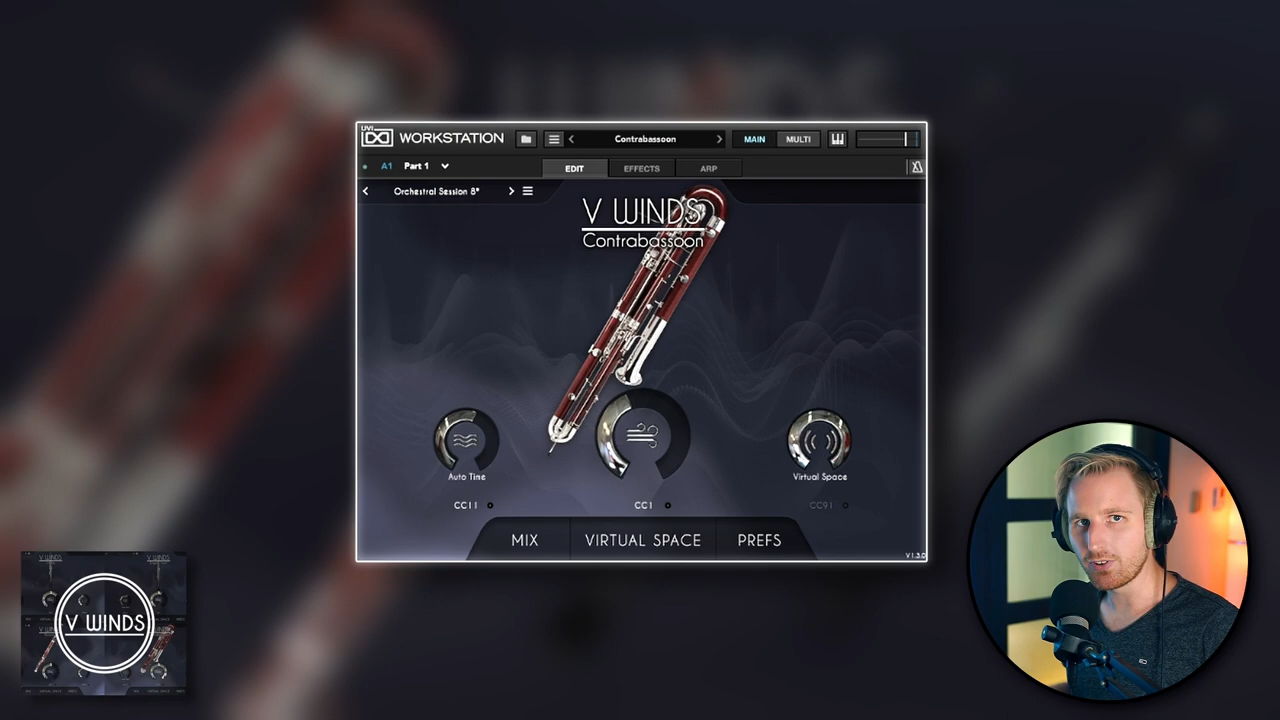 UVI WORKSTATION
Contrabassoon
MAIN
MULTI
A1 Part 1
EDIT
EFFECTS
ARP
Orchestral Session 8*
V WINDS
Contrabassoon
Auto Time
Virtual Space
CC11
CC1
CC91
MIX
VIRTUAL SPACE
PREFS
V 1.3.0
V WINDS